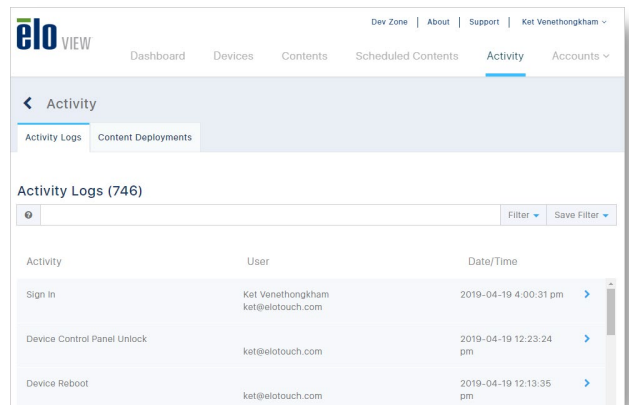 Dev Zone | About | Support | Ket Venethongkham
ēlo VIEW
Dashboard Devices Contents Scheduled Contents Activity Accounts
Activity
Activity Logs Content Deployments
Activity Logs (746)
Filter Save Filter
Activity User Date/Time
Sign In Ket Venethongkham 2019-04-19 4:00:31 pm
ket@elotouch.com
Device Control Panel Unlock 2019-04-19 12:23:24
ket@elotouch.com pm
Device Reboot 2019-04-19 12:13:35
ket@elotouch.com pm